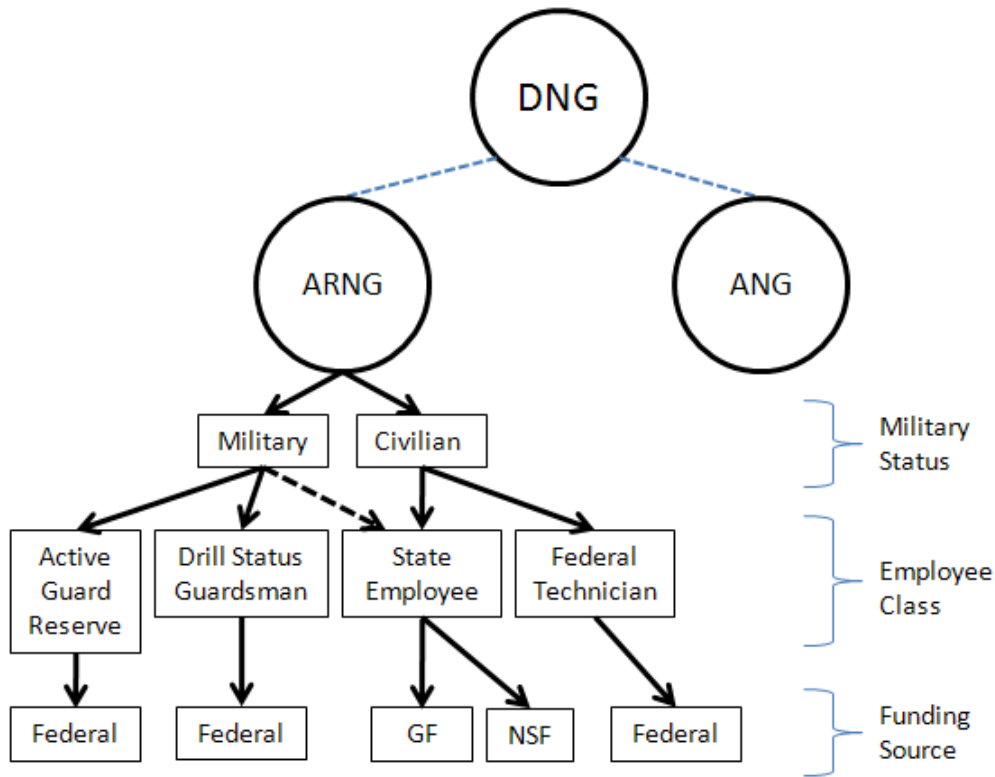 DNG
ARNG
ANG
Military
Civilian
Military
Status
Active
Guard
Reserve
Drill Status
Guardsman
State
Employee
Federal
Technician
Employee
Class
Federal
Federal
GF
NSF
Federal
Funding
Source